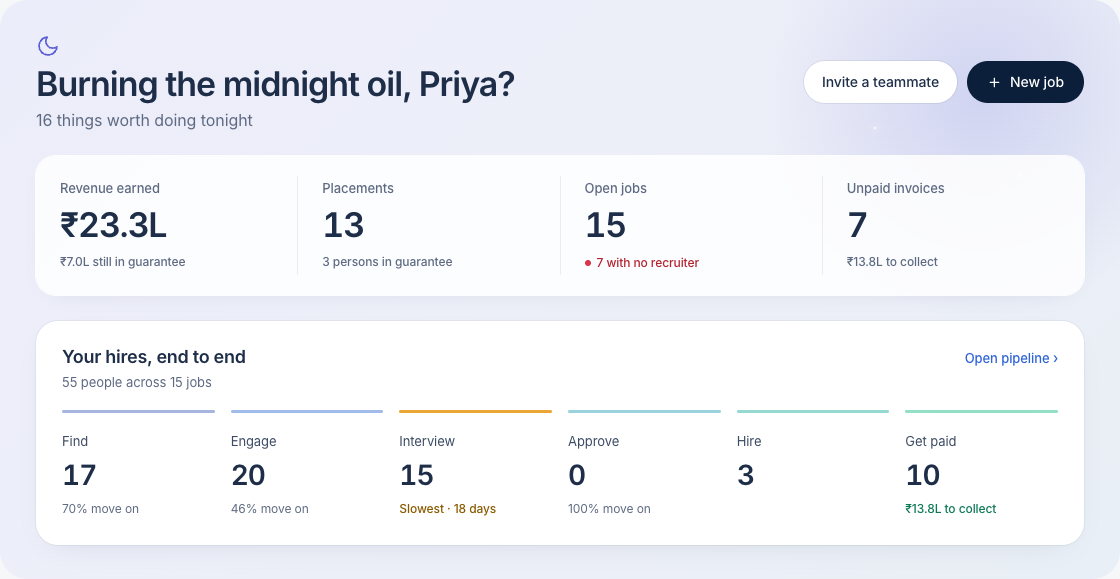 Burning the midnight oil, Priya?
16 things worth doing tonight
Invite a teammate
+ New job
Revenue earned
₹23.3L
₹7.0L still in guarantee
Placements
13
3 persons in guarantee
Open jobs
15
7 with no recruiter
Unpaid invoices
7
₹13.8L to collect
Your hires, end to end
55 people across 15 jobs
Open pipeline ›
Find
17
70% move on
Engage
20
46% move on
Interview
15
Slowest · 18 days
Approve
0
100% move on
Hire
3
Get paid
10
₹13.8L to collect